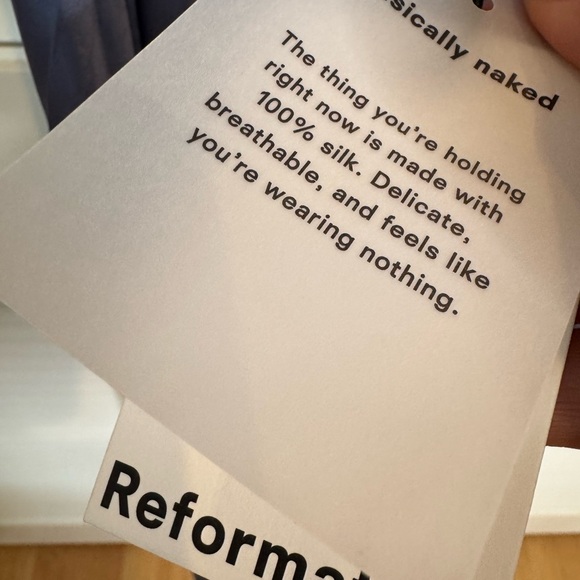 sically naked
The thing you're holding
right now is made with
100% silk. Delicate,
breathable, and feels like
you're wearing nothing.
Reformat